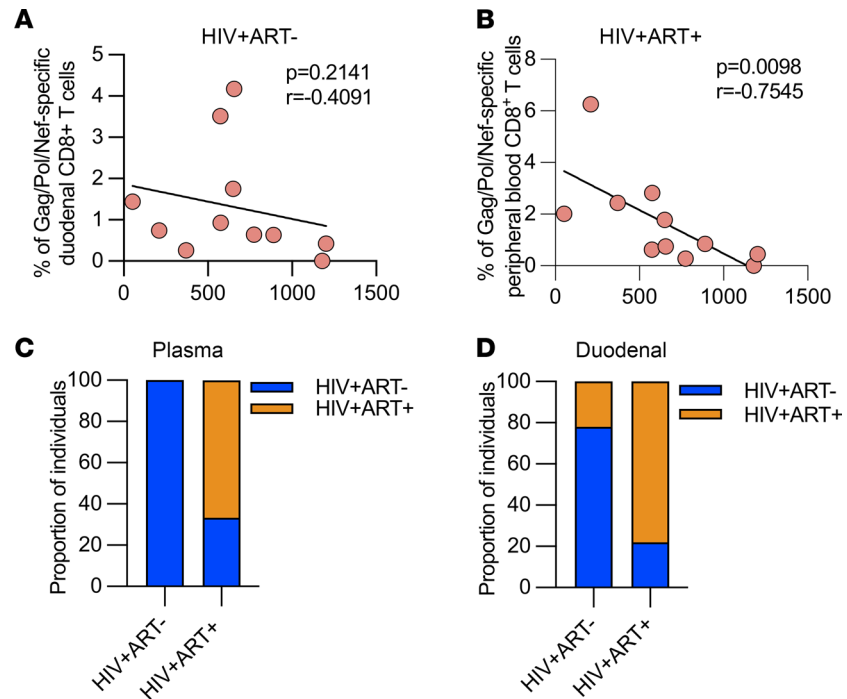 A
HIV+ART-
p=0.2141
r=-0.4091
% of Gag/Pol/Nef-specific
duodenal CD8+ T cells
5
4
3
2
1
0
0 500 1000 1500
B
HIV+ART+
p=0.0098
r=-0.7545
% of Gag/Pol/Nef-specific
peripheral blood CD8⁺ T cells
8
6
4
2
0
0 500 1000 1500
C
Plasma
Proportion of individuals
100
80
60
40
20
0
HIV+ART-
HIV+ART+
HIV+ART-
HIV+ART+
D
Duodenal
Proportion of individuals
100
80
60
40
20
0
HIV+ART-
HIV+ART+
HIV+ART-
HIV+ART+